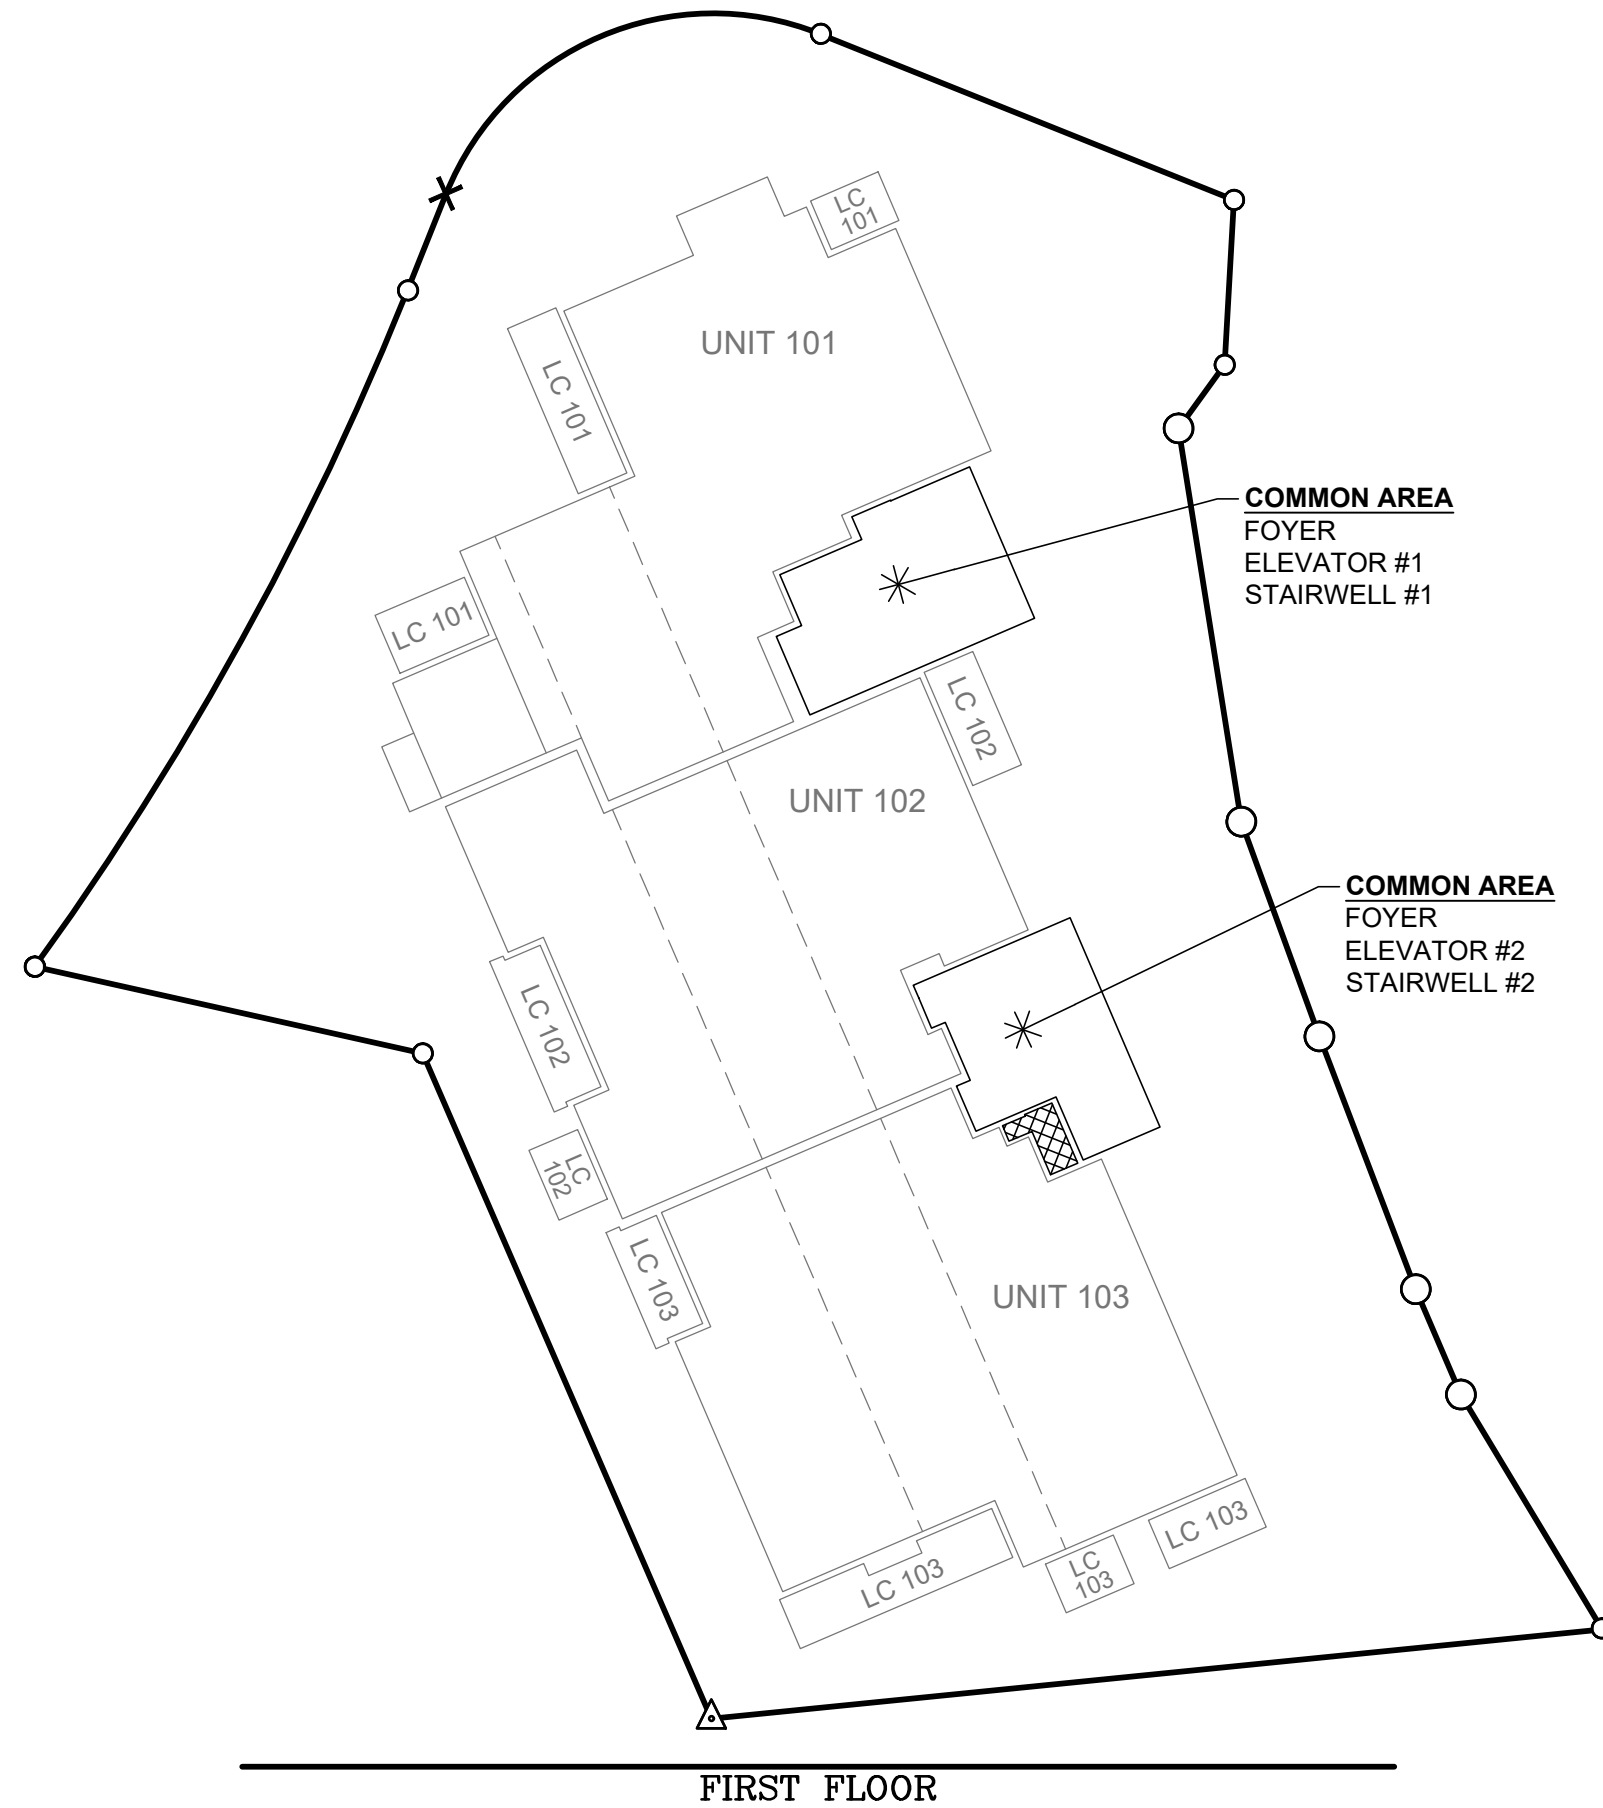 LC
101
UNIT 101
LC 101
COMMON AREA
FOYER
ELEVATOR #1
STAIRWELL #1
LC 101
LC 102
UNIT 102
COMMON AREA
FOYER
ELEVATOR #2
STAIRWELL #2
LC 102
LC
102
LC 103
UNIT 103
LC 103
LC 103
LC
103
FIRST FLOOR